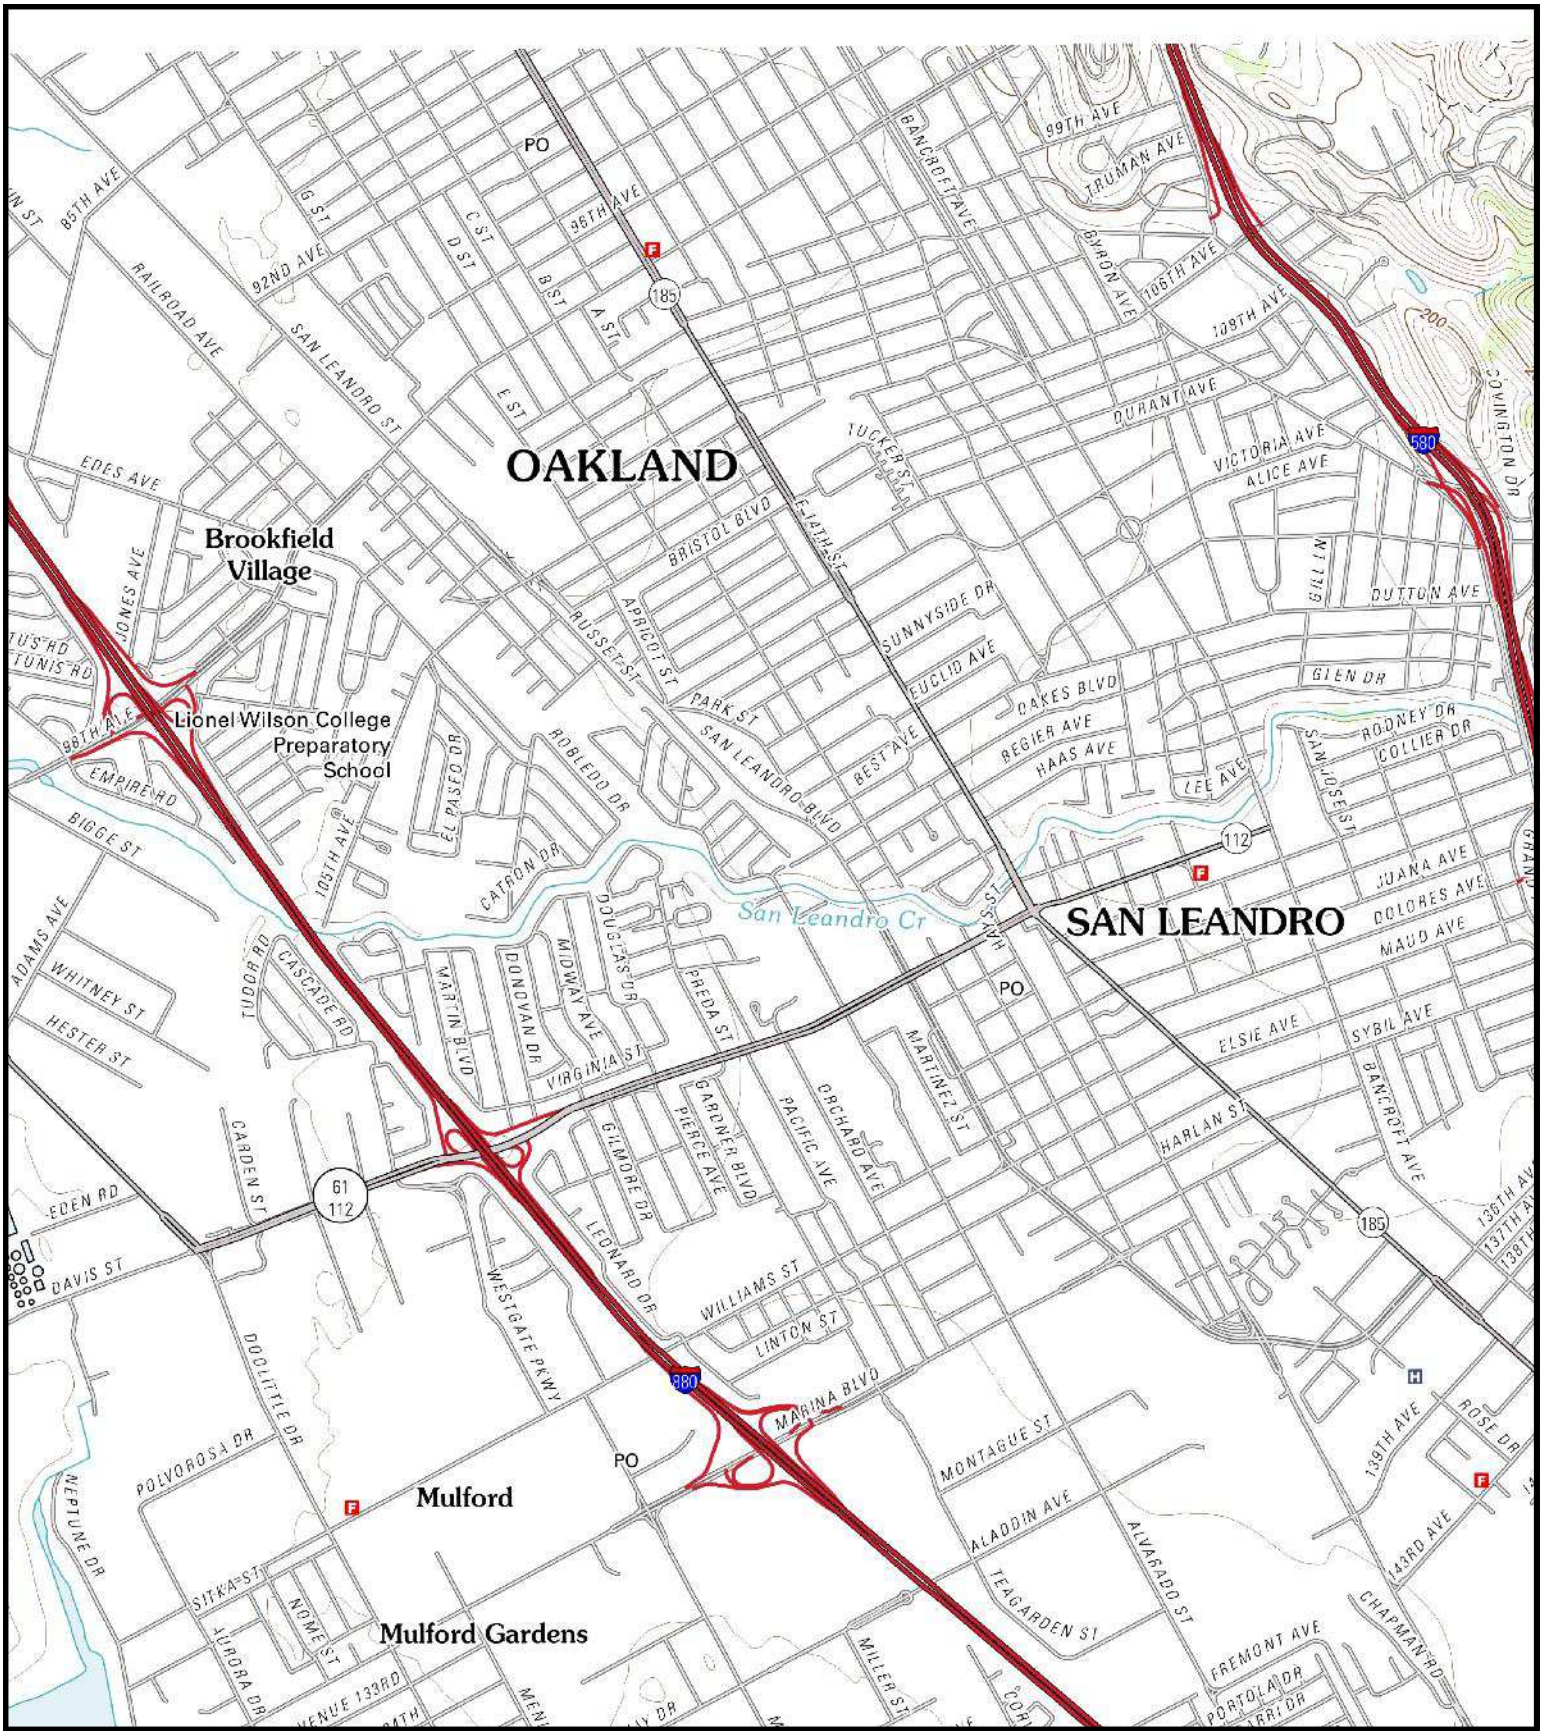 99TH AVE
BANCROFT AVE
PO
TRUMAN AVE
85TH AVE
G ST
C ST
D ST
98TH AVE
F
92ND AVE
BYRON AVE
106TH AVE
RAILROAD AVE
B ST
A ST
185
108TH AVE
200
SAN LEANDRO ST
E ST
DURANT AVE
COVINGTON DR
TUCKER ST
VICTORIA AVE
580
ALICE AVE
OAKLAND
EDES AVE
BRISTOL BLVD
E 14TH ST
Brookfield
Village
JONES AVE
GILL LN
DUTTON AVE
APRICOT ST
RUSSET ST
SUNNYSIDE DR
TUNIS RD
EUCLID AVE
GLEN DR
OAKES BLVD
PARK ST
98TH AVE
Lionel Wilson College
Preparatory
School
BEGIER AVE
RODNEY DR
COLLIER DR
HAAS AVE
SAN LEANDRO BLVD
BEST AVE
EL PASEO DR
ROBLEDO DR
EMPIRE RD
LEE AVE
SAN JOSE ST
BIGGE ST
105TH AVE
CATRON DR
112
F
JUANA AVE
GRAND
DOLORES AVE
San Leandro Cr
HAYS ST
SAN LEANDRO
ADAMS AVE
DOUGLAS DR
MAUD AVE
TUDOR RD
CASCADE RD
WHITNEY ST
MARTIN BLVD
DONOVAN DR
MIDWAY AVE
PREDA ST
PO
HESTER ST
ELSIE AVE
SYBIL AVE
VIRGINIA ST
MARTINEZ ST
BANCROFT AVE
GARDNER BLVD
PIERCE AVE
PACIFIC AVE
ORCHARD AVE
HARLAN ST
CARDEN ST
GILMORE DR
61
112
EDEN RD
136TH AV
137TH AV
138TH
185
DAVIS ST
LEONARD DR
WESTGATE PKWY
WILLIAMS ST
LINTON ST
DOOLITTLE DR
880
H
MARINA BLVD
MONTAGUE ST
139TH AVE
ROSE DR
POLVOROSA DR
PO
F
NEPTUNE DR
Mulford
F
ALADDIN AVE
ALVARADO ST
143RD AVE
SITKA ST
NOME ST
TEAGARDEN ST
CHAPMAN RD
Mulford Gardens
AURORA DR
MILLER ST
FREMONT AVE
PORTOLA DR
VENUE 133RD